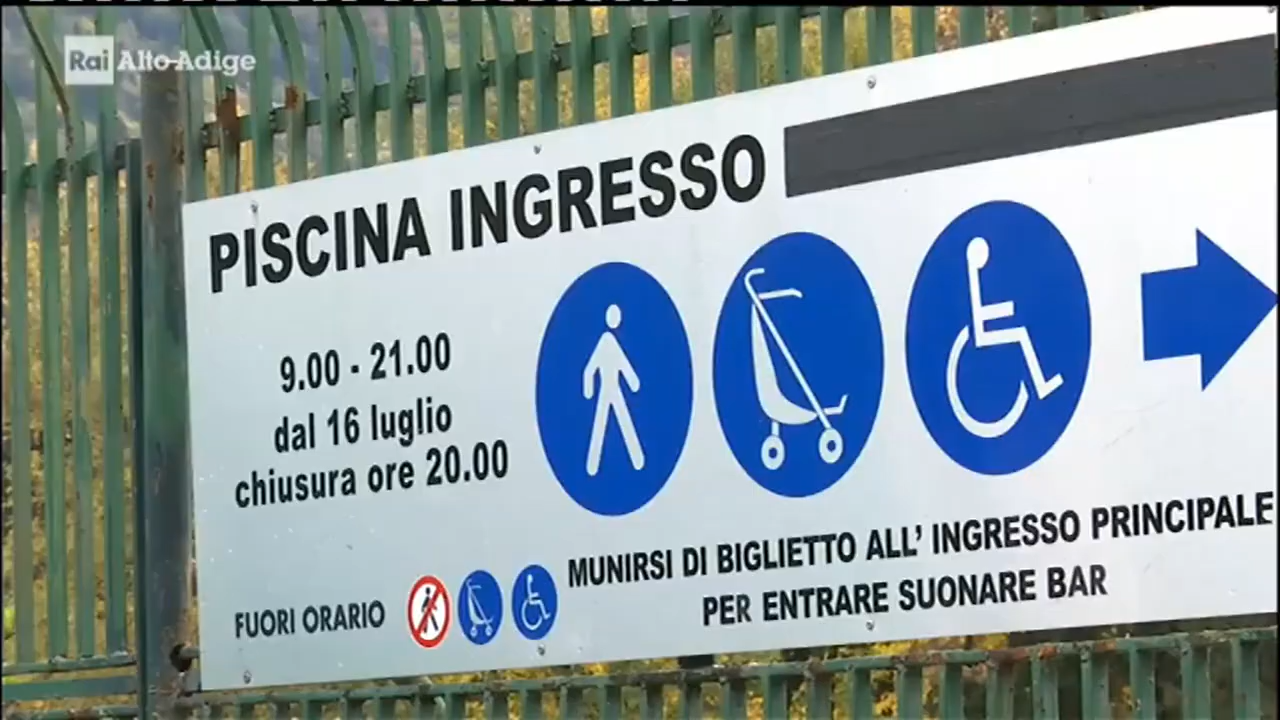 Rai Alto-Adige
PISCINA INGRESSO
9.00 - 21.00
dal 16 luglio
chiusura ore 20.00
MUNIRSI DI BIGLIETTO ALL' INGRESSO PRINCIPALE
PER ENTRARE SUONARE BAR
FUORI ORARIO